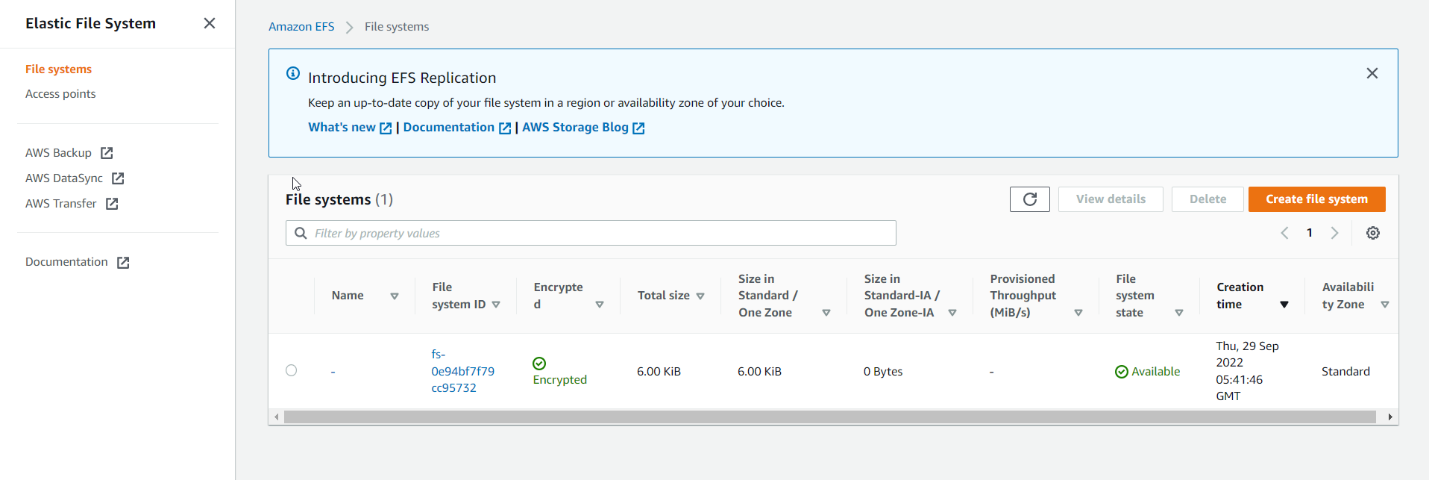 Elastic File System
File systems
Access points
AWS Backup
AWS DataSync
AWS Transfer
Documentation
Amazon EFS > File systems
Introducing EFS Replication
Keep an up-to-date copy of your file system in a region or availability zone of your choice.
What's new | Documentation | AWS Storage Blog
File systems (1)
View details
Delete
Create file system
Filter by property values
1
Name
File
system ID
Encrypte
d
Total size
Size in
Standard /
One Zone
Size in
Standard-IA /
One Zone-IA
Provisioned
Throughput
(MiB/s)
File
system
state
Creation
time
Availabili
ty Zone
-
fs-
0e94bf7f79
cc95732
Encrypted
6.00 KiB
6.00 KiB
0 Bytes
-
Available
Thu, 29 Sep
2022
05:41:46
GMT
Standard